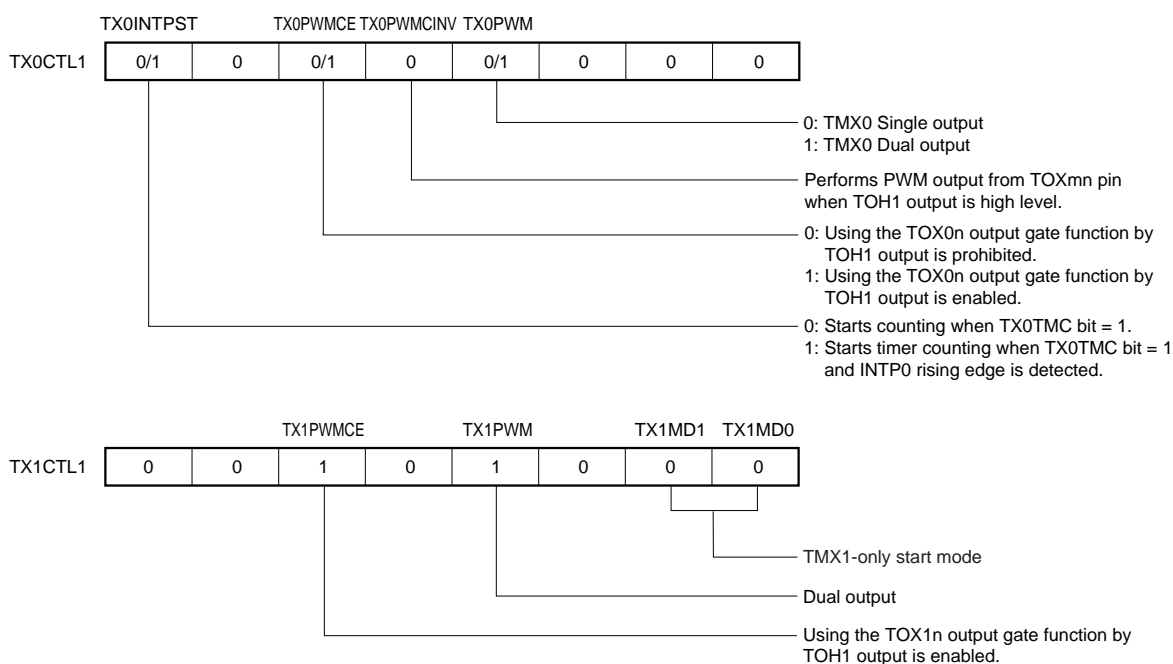 TX0INTPST TX0PWMCE TX0PWMCINV TX0PWM
TX0CTL1 0/1 0 0/1 0 0/1 0 0 0
0: TMX0 Single output
1: TMX0 Dual output
Performs PWM output from TOXmn pin
when TOH1 output is high level.
0: Using the TOX0n output gate function by
TOH1 output is prohibited.
1: Using the TOX0n output gate function by
TOH1 output is enabled.
0: Starts counting when TX0TMC bit = 1.
1: Starts timer counting when TX0TMC bit = 1
and INTP0 rising edge is detected.
TX1PWMCE TX1PWM TX1MD1 TX1MD0
TX1CTL1 0 0 1 0 1 0 0 0
TMX1-only start mode
Dual output
Using the TOX1n output gate function by
TOH1 output is enabled.